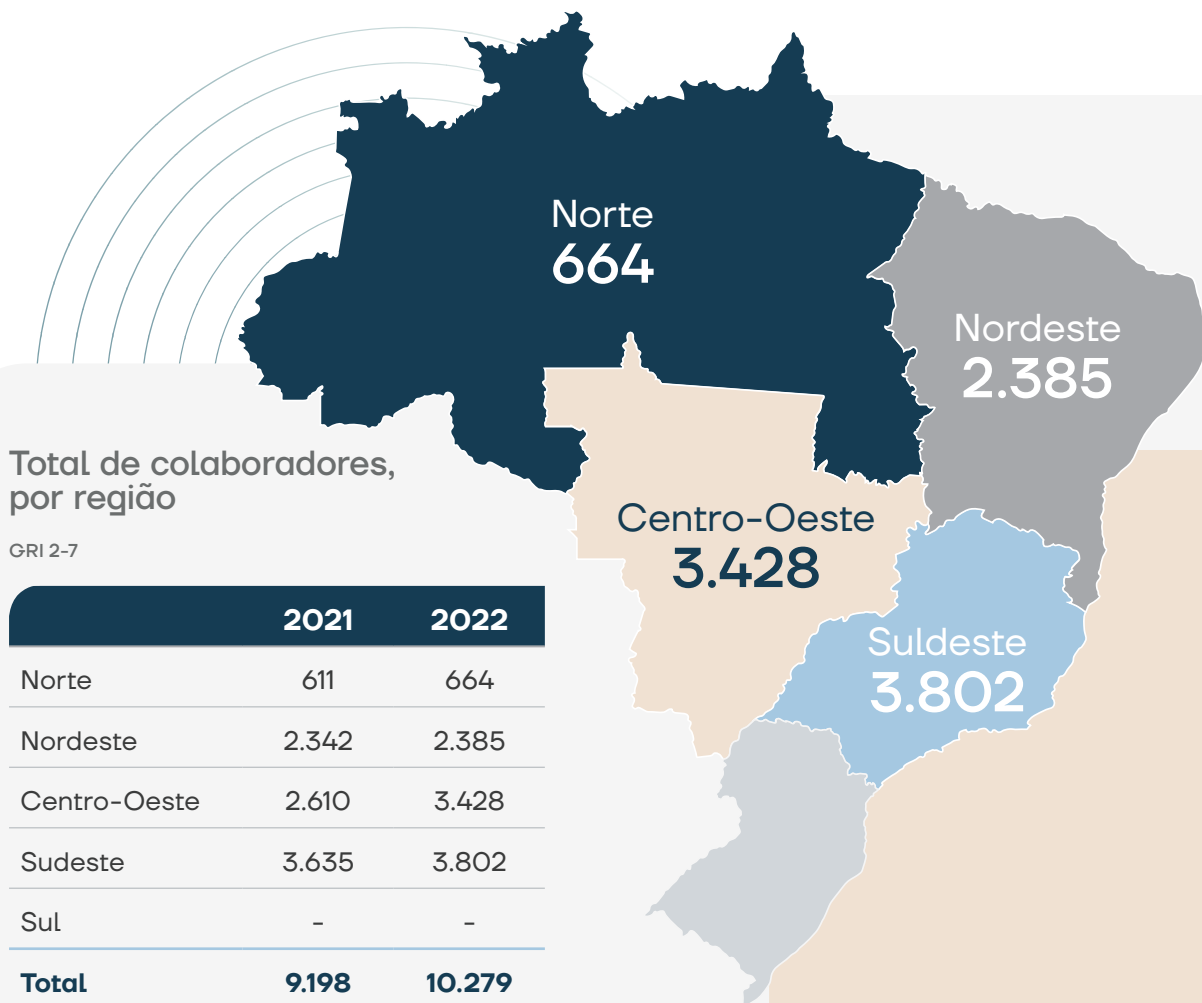 Norte
664
Nordeste
2.385
Centro-Oeste
3.428
Suldeste
3.802
Total de colaboradores,
por região
GRI 2-7
2021 2022
Norte 611 664
Nordeste 2.342 2.385
Centro-Oeste 2.610 3.428
Sudeste 3.635 3.802
Sul - -
Total 9.198 10.279